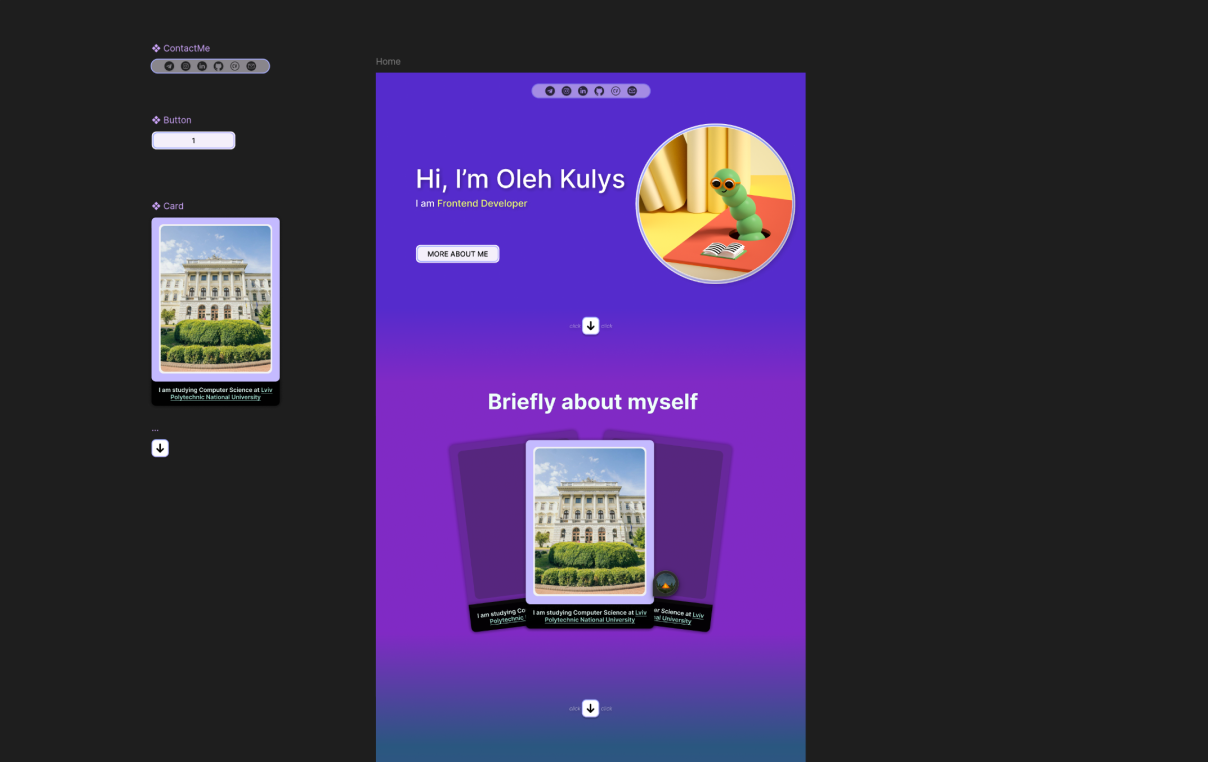 ContactMe
Home
Button
1
Hi, I'm Oleh Kulys
I am Frontend Developer
Card
MORE ABOUT ME
click
click
I am studying Computer Science at Lviv
Polytechnic National University
...
Briefly about myself
I am studying Co
Polytechnic
I am studying Computer Science at Lviv
Polytechnic National University
er Science at Lviv
al University
click
click